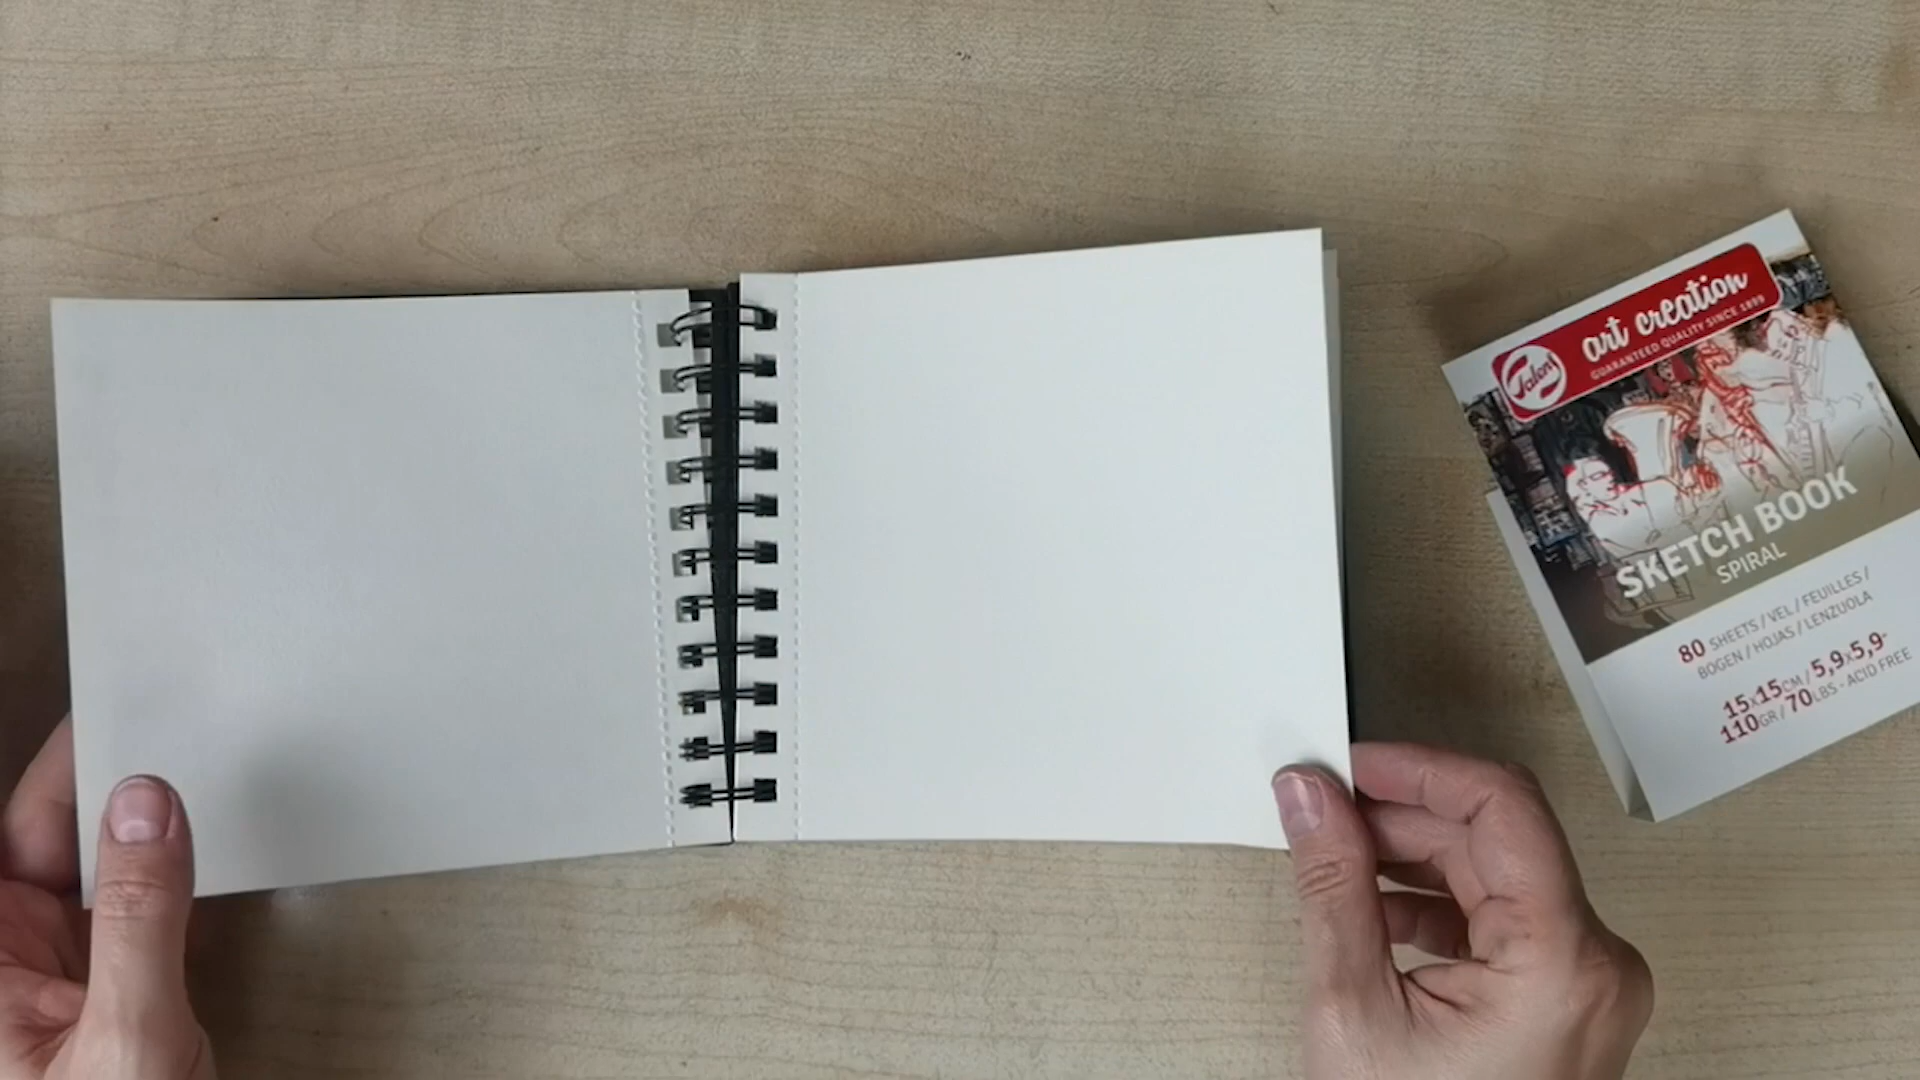 Talens
art creation
GUARANTEED QUALITY SINCE 1899
SKETCH BOOK
SPIRAL
80 SHEETS / VEL / FEUILLES /
BOGEN / HOJAS / LENZUOLA
15x15CM / 5,9x5,9"
110GR / 70LBS - ACID FREE